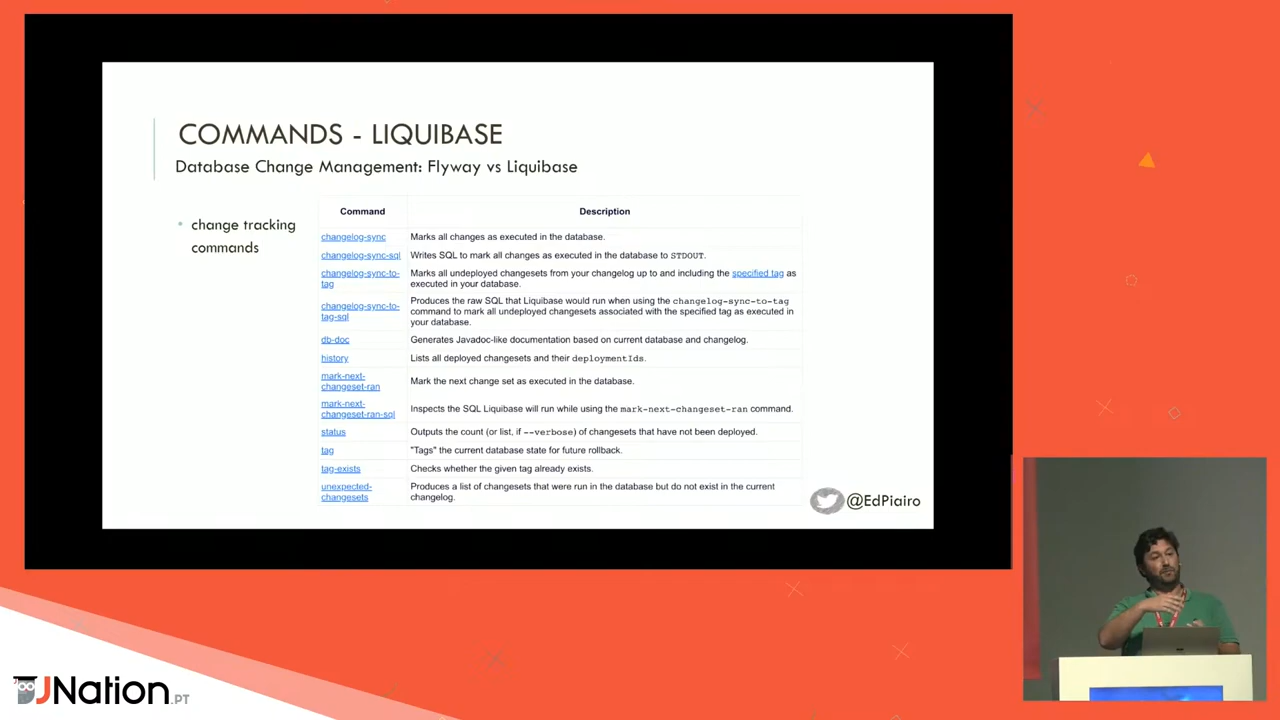 COMMANDS - LIQUIBASE
Database Change Management: Flyway vs Liquibase
• change tracking
commands
Command Description
changelog-sync Marks all changes as executed in the database.
changelog-sync-sql Writes SQL to mark all changes as executed in the database to STDOUT.
changelog-sync-to-
tag
Marks all undeployed changesets from your changelog up to and including the specified tag as
executed in your database.
changelog-sync-to-
tag-sql
Produces the raw SQL that Liquibase would run when using the changelog-sync-to-tag
command to mark all undeployed changesets associated with the specified tag as executed in
your database.
db-doc Generates Javadoc-like documentation based on current database and changelog.
history Lists all deployed changesets and their deploymentIds.
mark-next-
changeset-ran
Mark the next change set as executed in the database.
mark-next-
changeset-ran-sql
Inspects the SQL Liquibase will run while using the mark-next-changeset-ran command.
status Outputs the count (or list, if --verbose) of changesets that have not been deployed.
tag "Tags" the current database state for future rollback.
tag-exists Checks whether the given tag already exists.
unexpected-
changesets
Produces a list of changesets that were run in the database but do not exist in the current
changelog.
@EdPiairo
JNation.PT